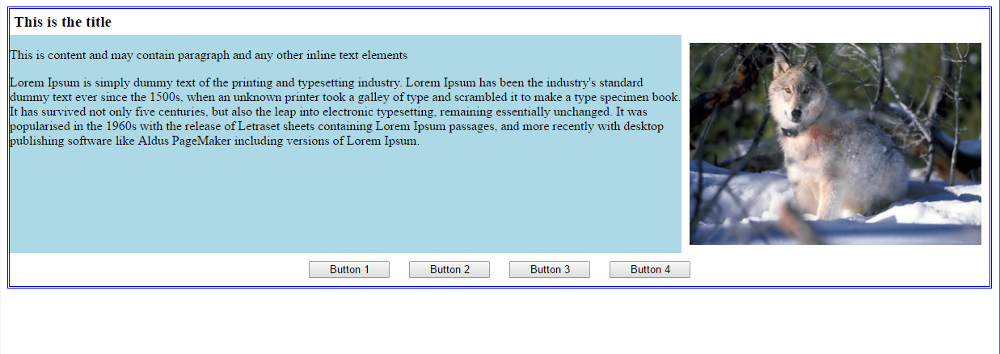 This is the title
This is content and may contain paragraph and any other inline text elements
Lorem Ipsum is simply dummy text of the printing and typesetting industry. Lorem Ipsum has been the industry's standard
dummy text ever since the 1500s, when an unknown printer took a galley of type and scrambled it to make a type specimen book.
It has survived not only five centuries, but also the leap into electronic typesetting, remaining essentially unchanged. It was
popularised in the 1960s with the release of Letraset sheets containing Lorem Ipsum passages, and more recently with desktop
publishing software like Aldus PageMaker including versions of Lorem Ipsum.
Button 1 Button 2 Button 3 Button 4